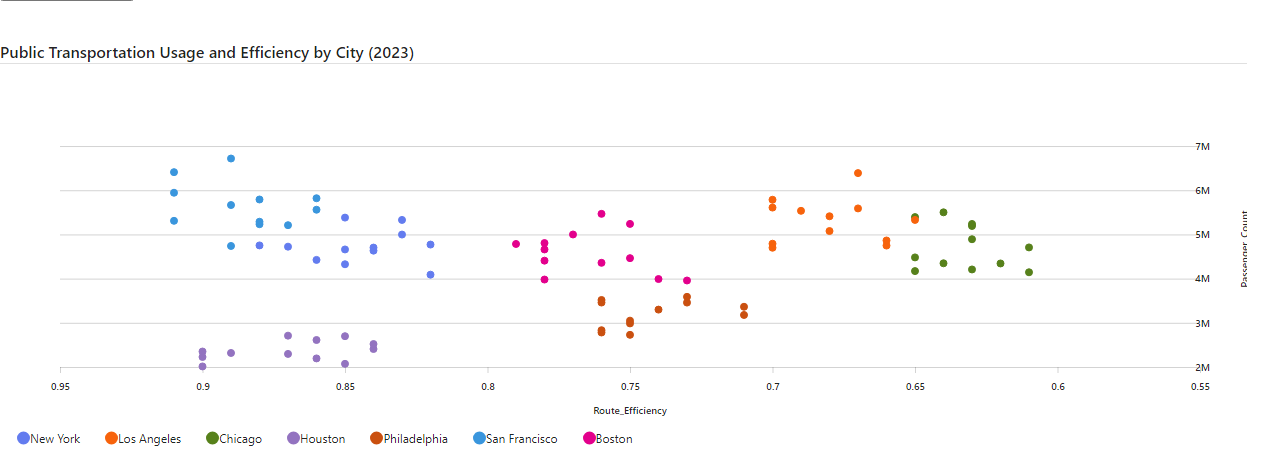 Public Transportation Usage and Efficiency by City (2023)
7M
6M
5M
4M
3M
2M
Passenger_Count
0.95 0.9 0.85 0.8 0.75 0.7 0.65 0.6 0.55
Route_Efficiency
New York Los Angeles Chicago Houston Philadelphia San Francisco Boston